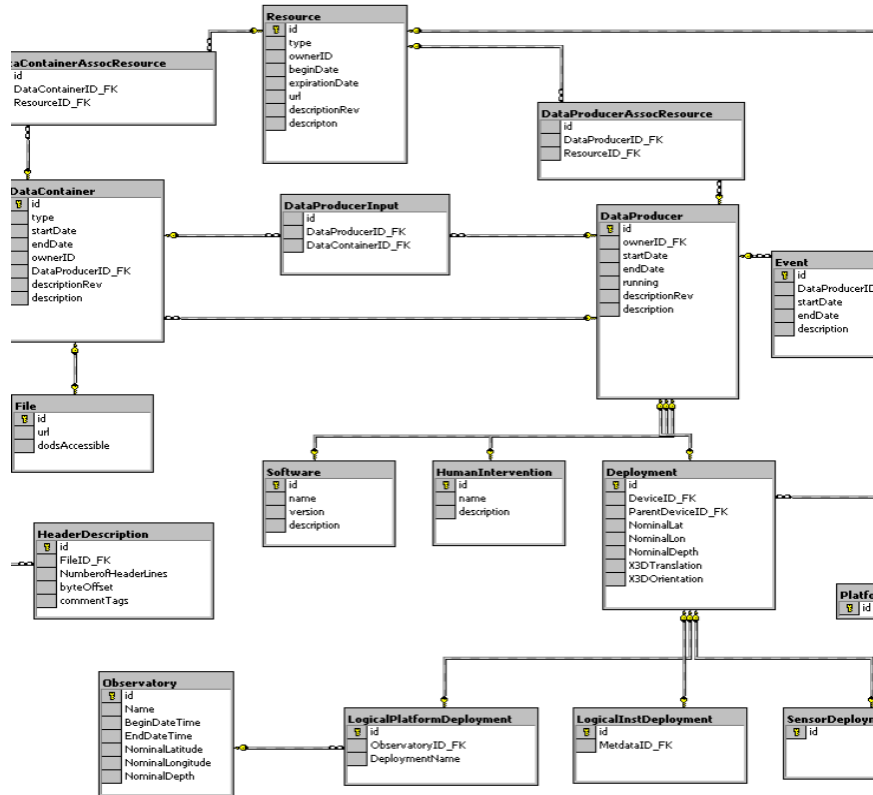 Resource
id
type
ownerID
beginDate
expirationDate
url
descriptionRev
descripton
aContainerAssocResource
id
DataContainerID_FK
ResourceID_FK
DataProducerAssocResource
id
DataProducerID_FK
ResourceID_FK
DataContainer
id
type
startDate
endDate
ownerID
DataProducerID_FK
descriptionRev
description
DataProducerInput
id
DataProducerID_FK
DataContainerID_FK
DataProducer
id
ownerID_FK
startDate
endDate
running
descriptionRev
description
Event
id
DataProducerID
startDate
endDate
description
File
id
url
dodsAccessible
Software
id
name
version
description
HumanIntervention
id
name
description
Deployment
id
DeviceID_FK
ParentDeviceID_FK
NominalLat
NominalLon
NominalDepth
X3DTranslation
X3DOrientation
HeaderDescription
id
FileID_FK
NumberofHeaderLines
byteOffset
commentTags
Platf
id
Observatory
id
Name
BeginDateTime
EndDateTime
NominalLatitude
NominalLongitude
NominalDepth
LogicalPlatformDeployment
id
ObservatoryID_FK
DeploymentName
LogicalInstDeployment
id
MetdataID_FK
SensorDeploym
id